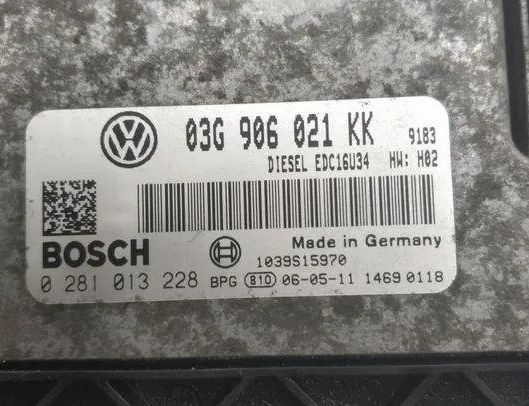 03G 906 021 KK 9183
DIESEL EDC16U34 HW: H02
BOSCH
Made in Germany
1039S15970
0 281 013 228 BPG 810 06-05-11 1469 0118